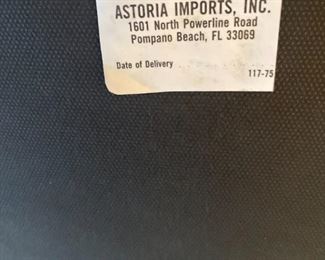 ASTORIA IMPORTS, INC.
1601 North Powerline Road
Pompano Beach, FL 33069
Date of Delivery
117-75